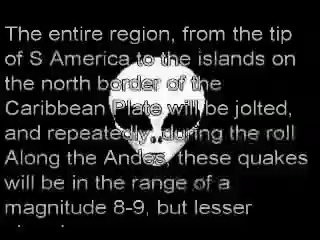 The entire region, from the tip
of S America to the islands on
the north border of the
Caribbean Plate will be jolted,
and repeatedly, during the roll
Along the Andes, these quakes
will be in the range of a
magnitude 8-9, but lesser